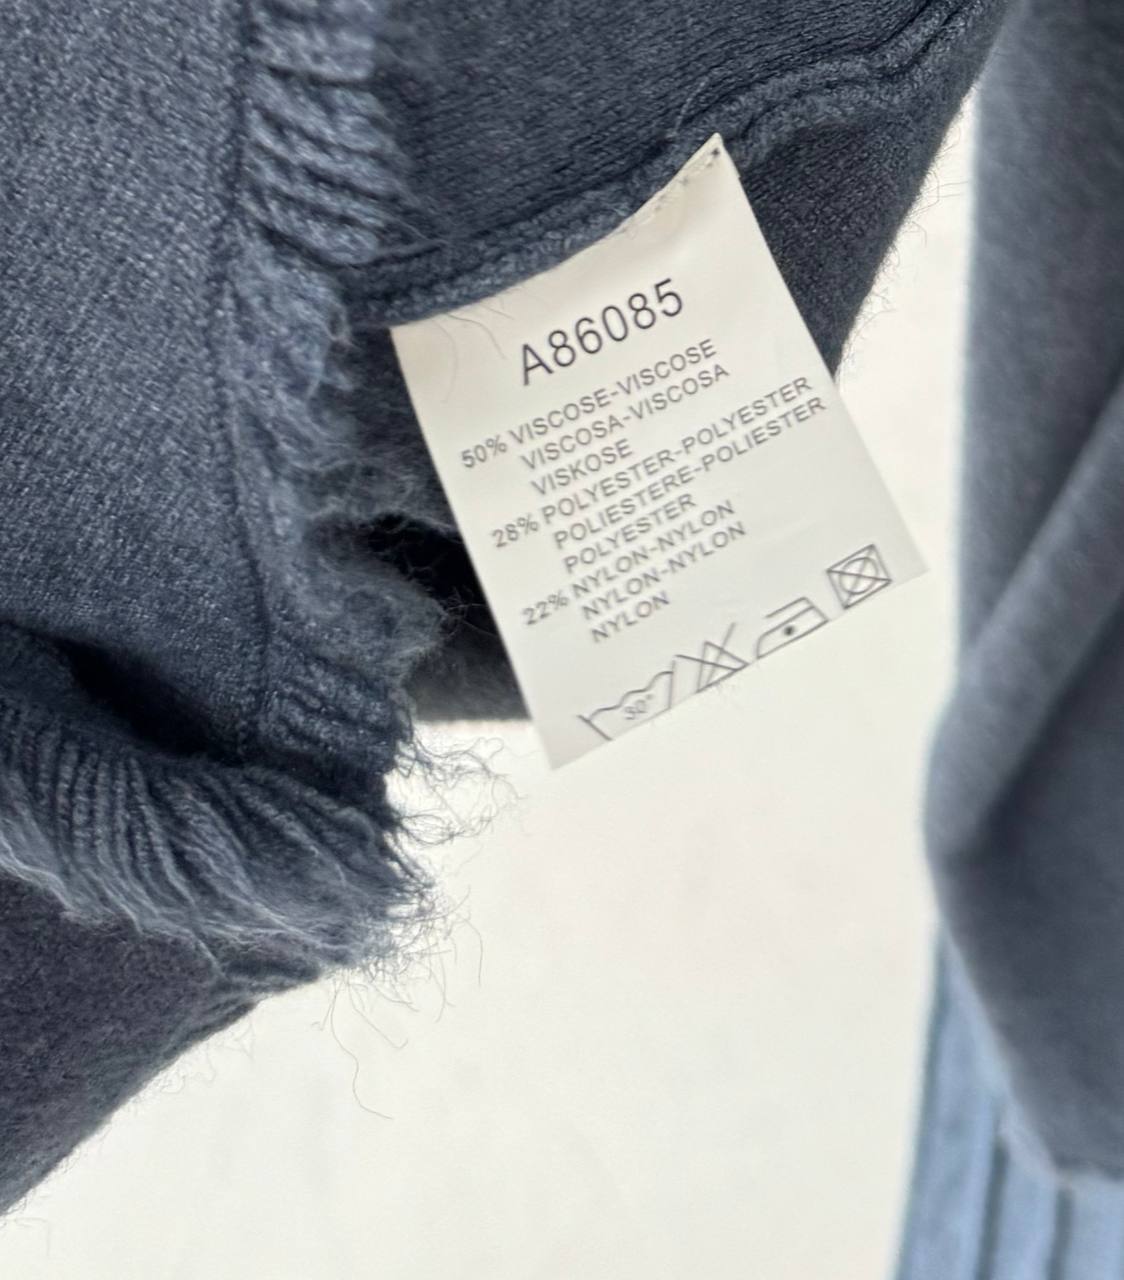 A86085
50% VISCOSE-VISCOSE
VISCOSA-VISCOSA
VISKOSE
28% POLYESTER-POLYESTER
POLIESTERE-POLIESTER
POLYESTER
22% NYLON-NYLON
NYLON-NYLON
NYLON
30°